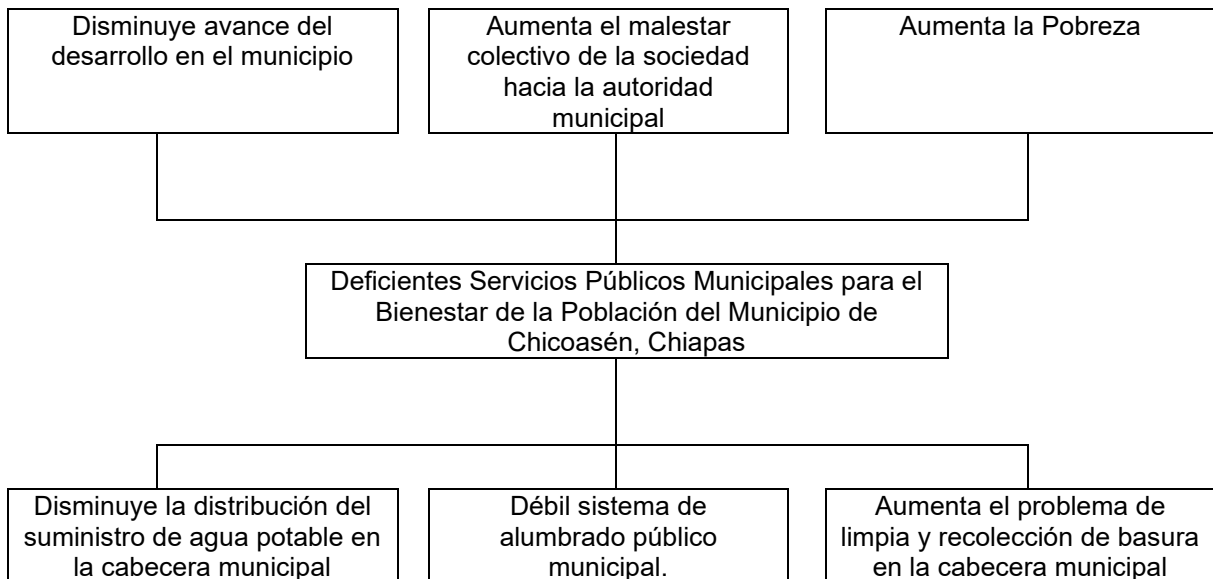 Disminuye avance del
desarrollo en el municipio
Aumenta el malestar
colectivo de la sociedad
hacia la autoridad
municipal
Aumenta la Pobreza
Deficientes Servicios Públicos Municipales para el
Bienestar de la Población del Municipio de
Chicoasén, Chiapas
Disminuye la distribución del
suministro de agua potable en
la cabecera municipal
Débil sistema de
alumbrado público
municipal.
Aumenta el problema de
limpia y recolección de basura
en la cabecera municipal